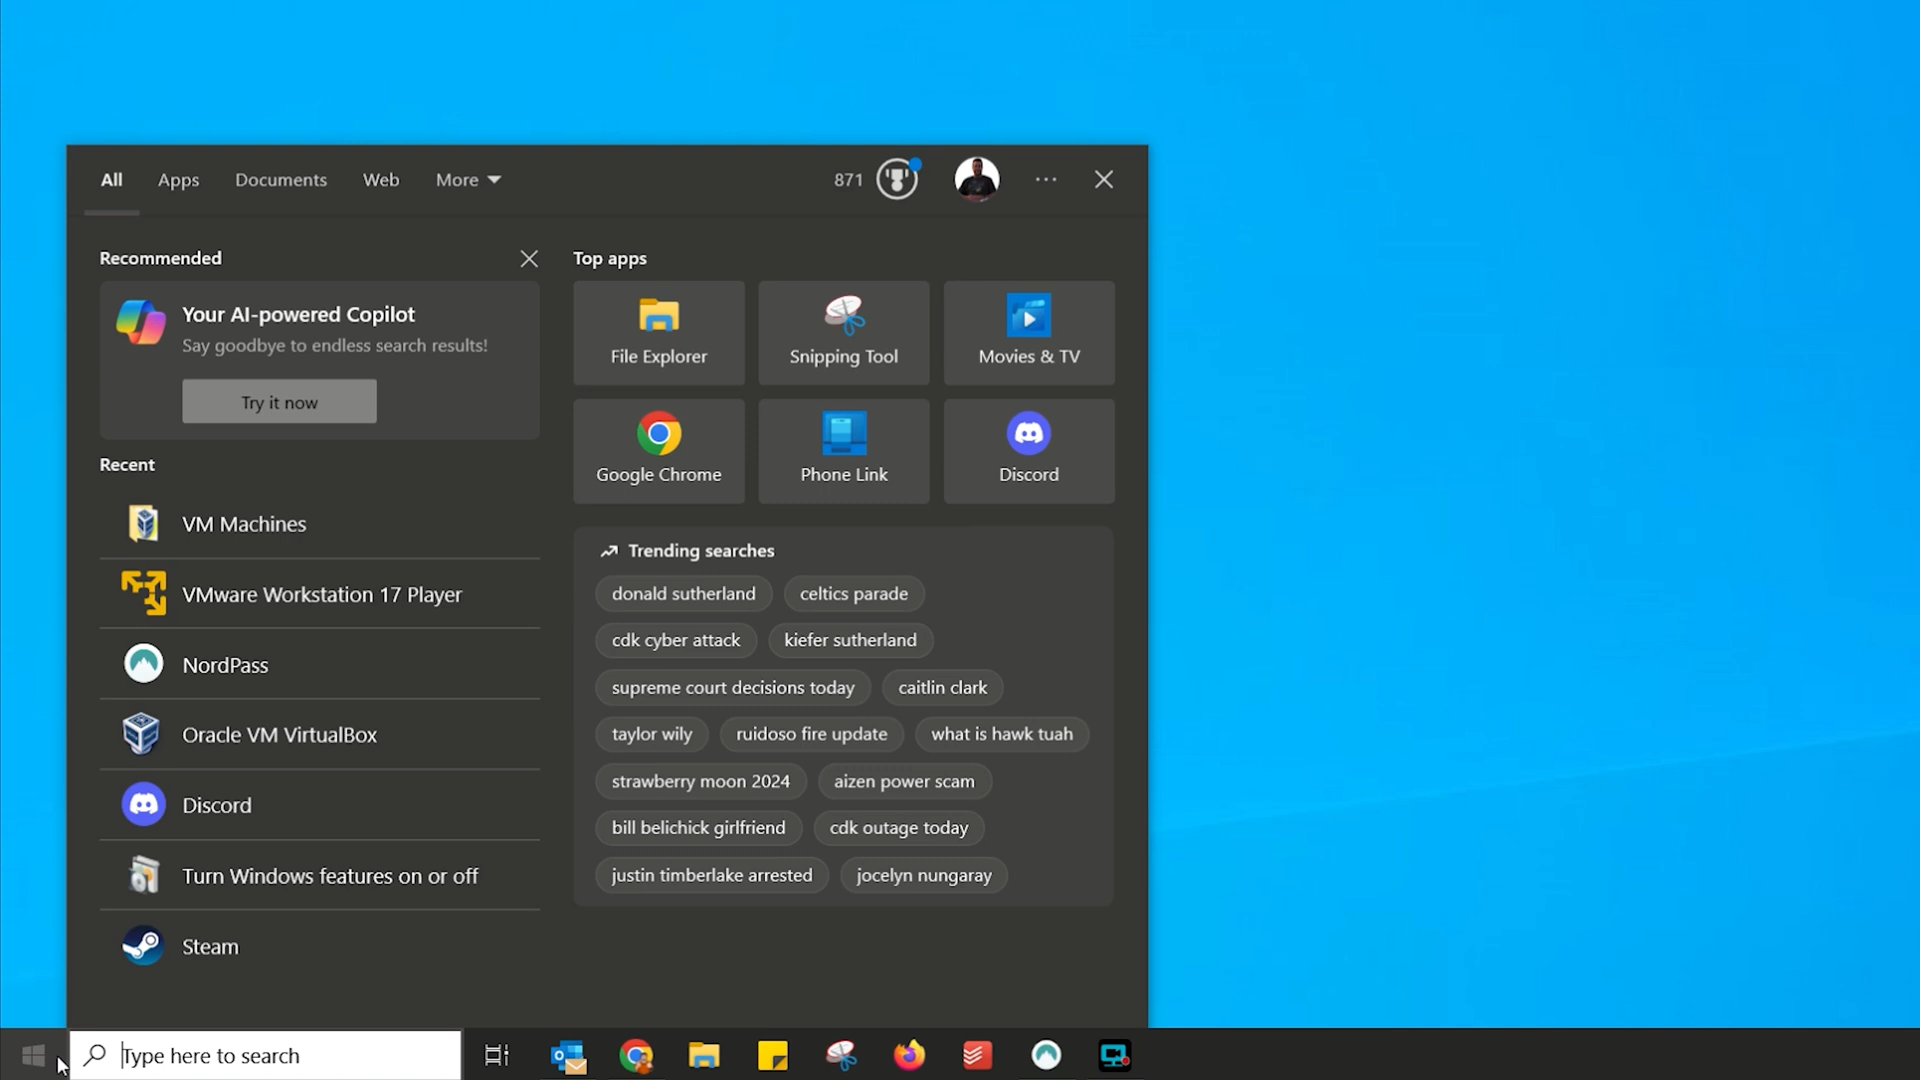 All Apps Documents Web More 871
Recommended
Your AI-powered Copilot
Say goodbye to endless search results!
Try it now
Recent
VM Machines
VMware Workstation 17 Player
NordPass
Oracle VM VirtualBox
Discord
Turn Windows features on or off
Steam
Top apps
File Explorer Snipping Tool Movies & TV
Google Chrome Phone Link Discord
Trending searches
donald sutherland celtics parade
cdk cyber attack kiefer sutherland
supreme court decisions today caitlin clark
taylor wily ruidoso fire update what is hawk tuah
strawberry moon 2024 aizen power scam
bill belichick girlfriend cdk outage today
justin timberlake arrested jocelyn nungaray
Type here to search